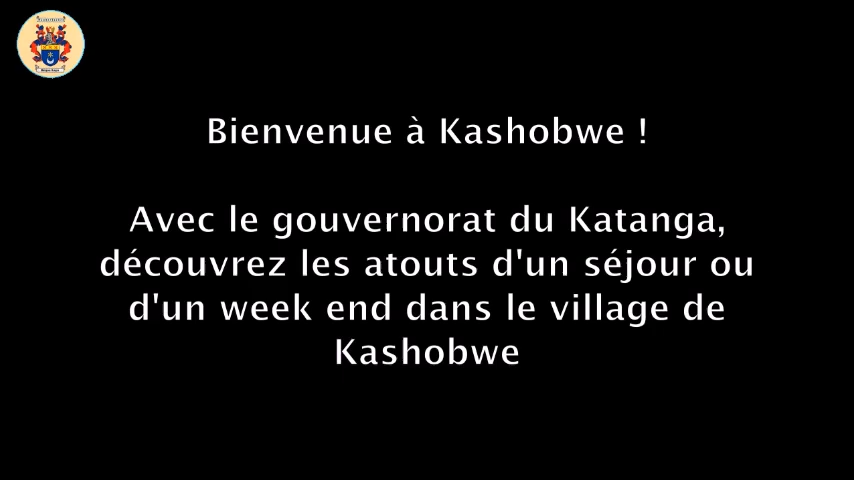 Bienvenue à Kashobwe !
Avec le gouvernorat du Katanga,
découvrez les atouts d'un séjour ou
d'un week end dans le village de
Kashobwe